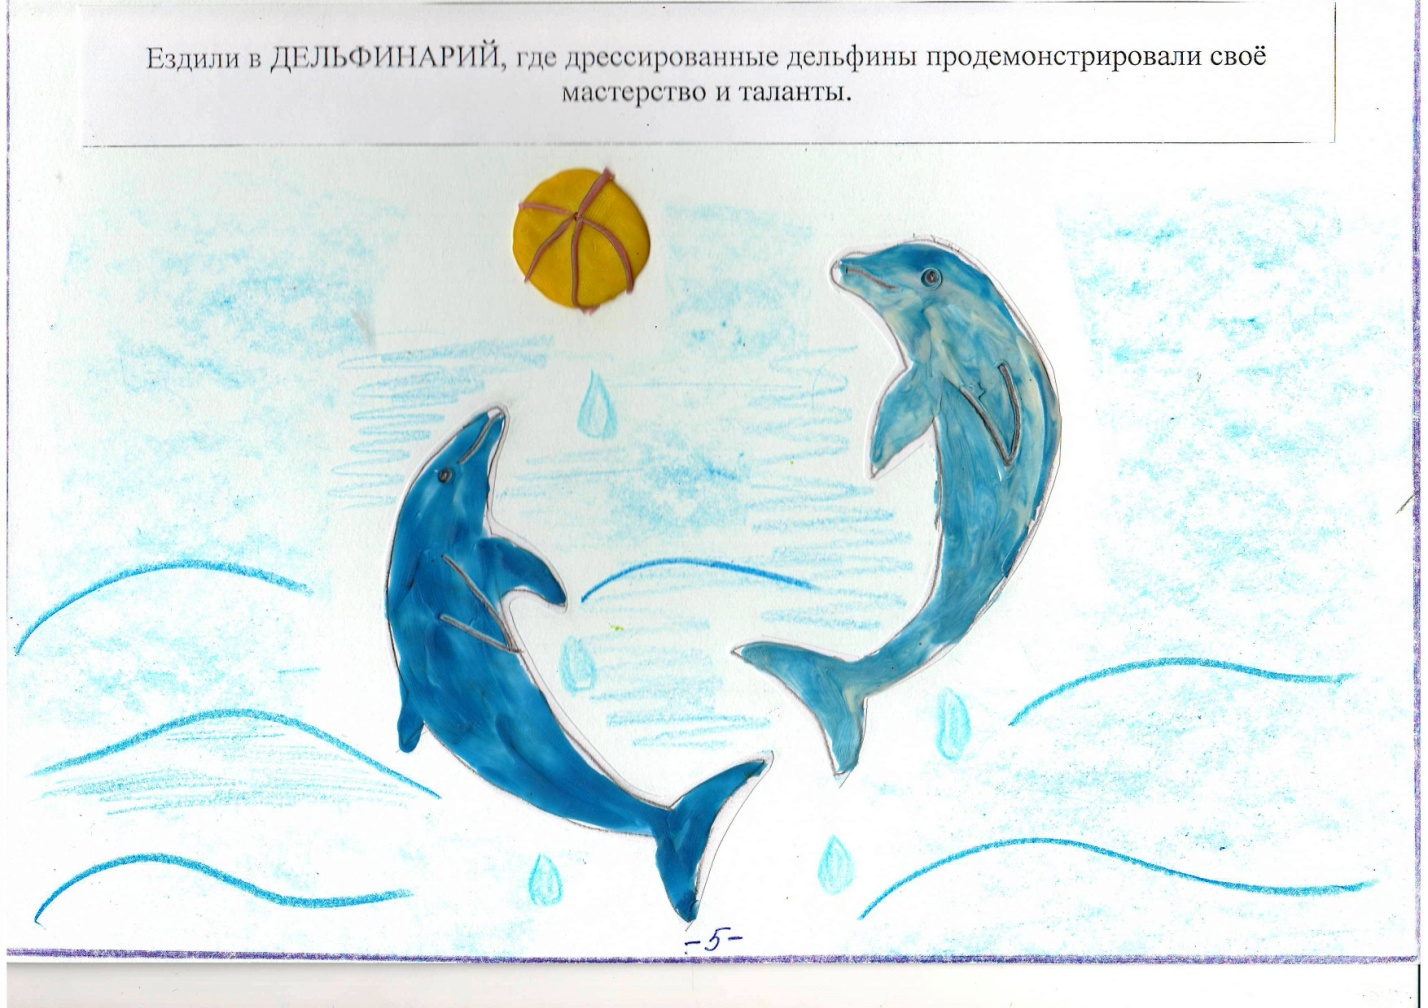 Ездили в ДЕЛЬФИНАРИЙ, где дрессированные дельфины продемонстрировали своё
мастерство и таланты.
-5-